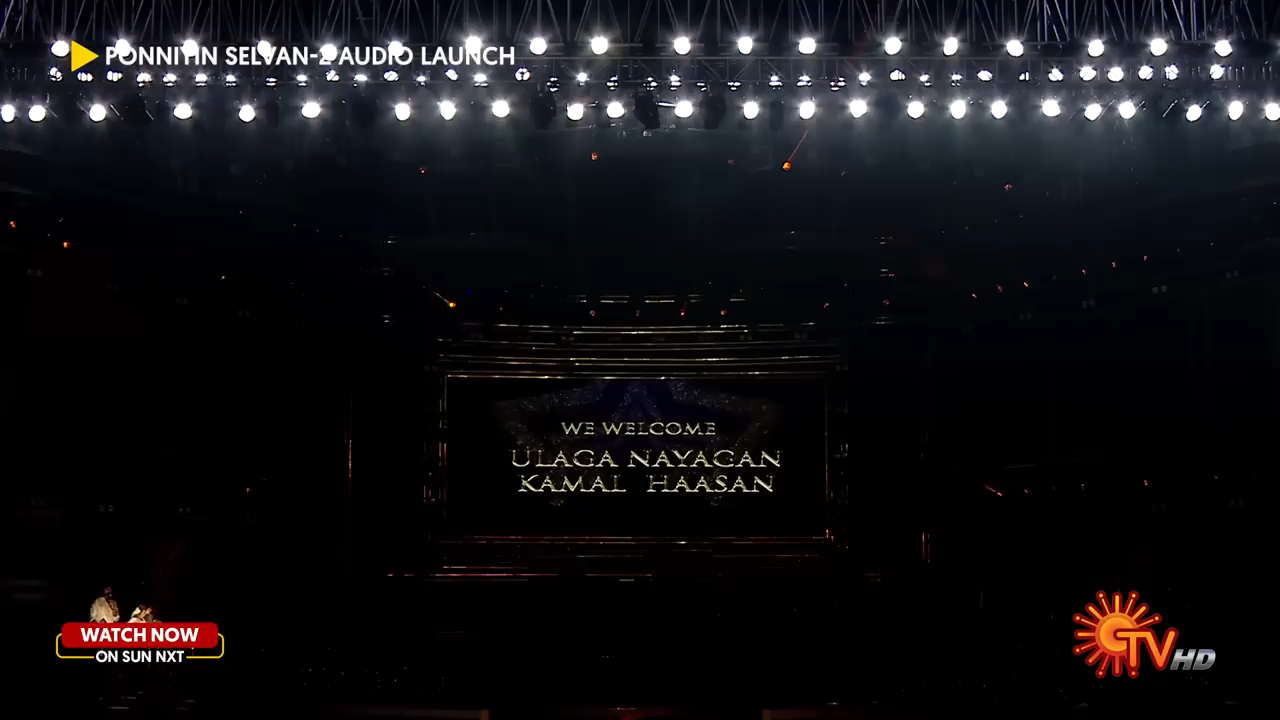 PONNIYIN SELVAN-2 AUDIO LAUNCH
WE WELCOME
ULAGA NAYAGAN
KAMAL HAASAN
WATCH NOW
ON SUN NXT
TV HD